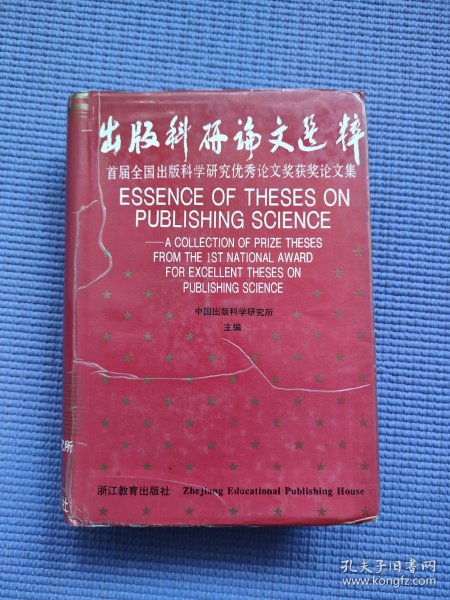 出版科研论文选粹
首届全国出版科学研究优秀论文奖获奖论文集
ESSENCE OF THESES ON
PUBLISHING SCIENCE
——A COLLECTION OF PRIZE THESES
FROM THE 1ST NATIONAL AWARD
FOR EXCELLENT THESES ON
PUBLISHING SCIENCE
中国出版科学研究所
主编
究所
社
浙江教育出版社 Zhejiang Educational Publishing House
孔夫子旧书网
www.kongfz.com